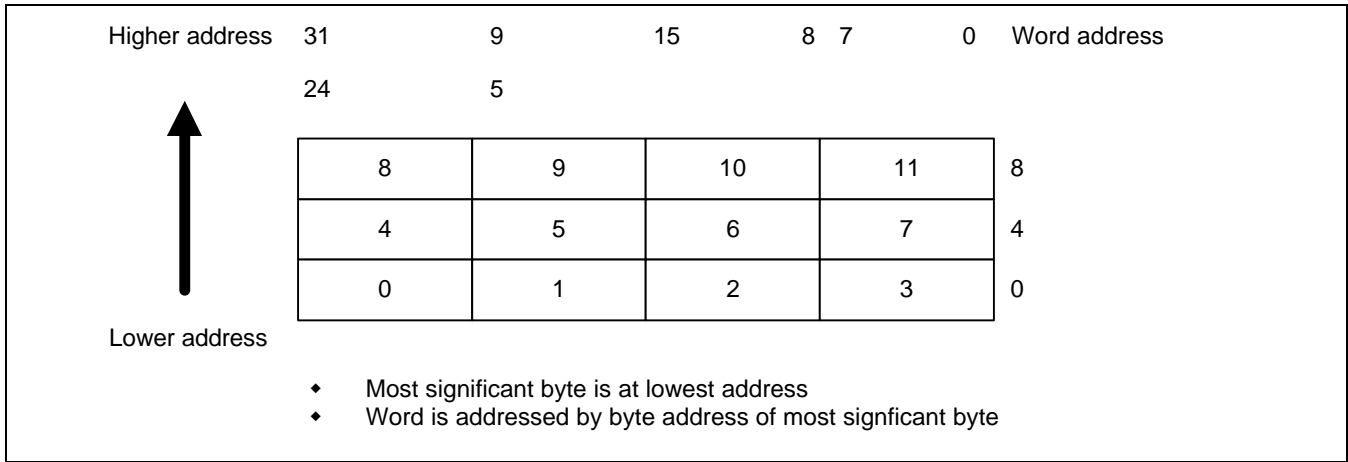 Higher address 31 9 15 8 7 0 Word address
24 5
8 9 10 11 8
4 5 6 7 4
0 1 2 3 0
Lower address
◆ Most significant byte is at lowest address
◆ Word is addressed by byte address of most signficant byte